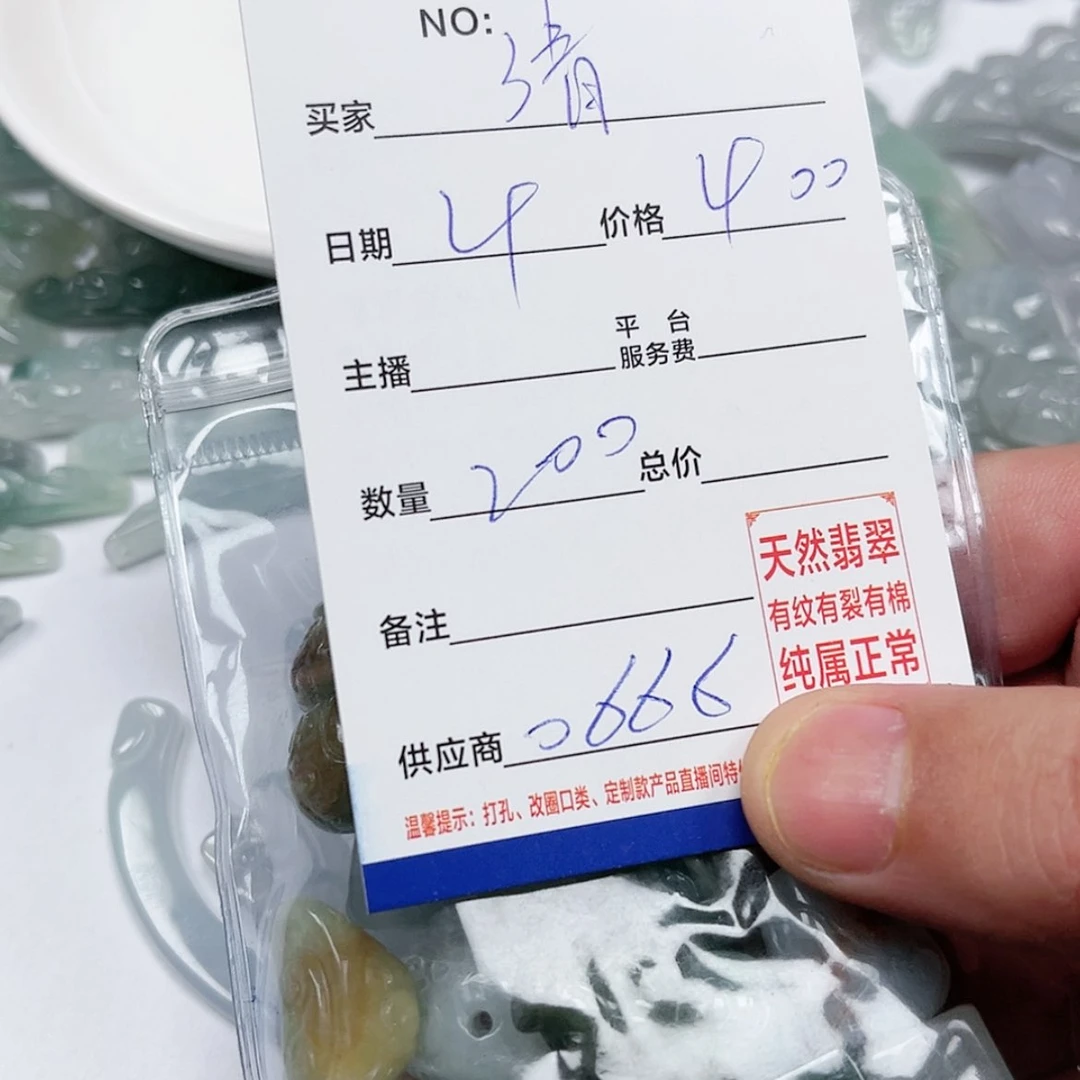 NO:
买家 清
日期 4 价格 400
主播 平台服务费
数量 200 总价
备注
天然翡翠
有纹有裂有棉
纯属正常
供应商 0666
温馨提示：打孔、改圈口类、定制款产品直播间特